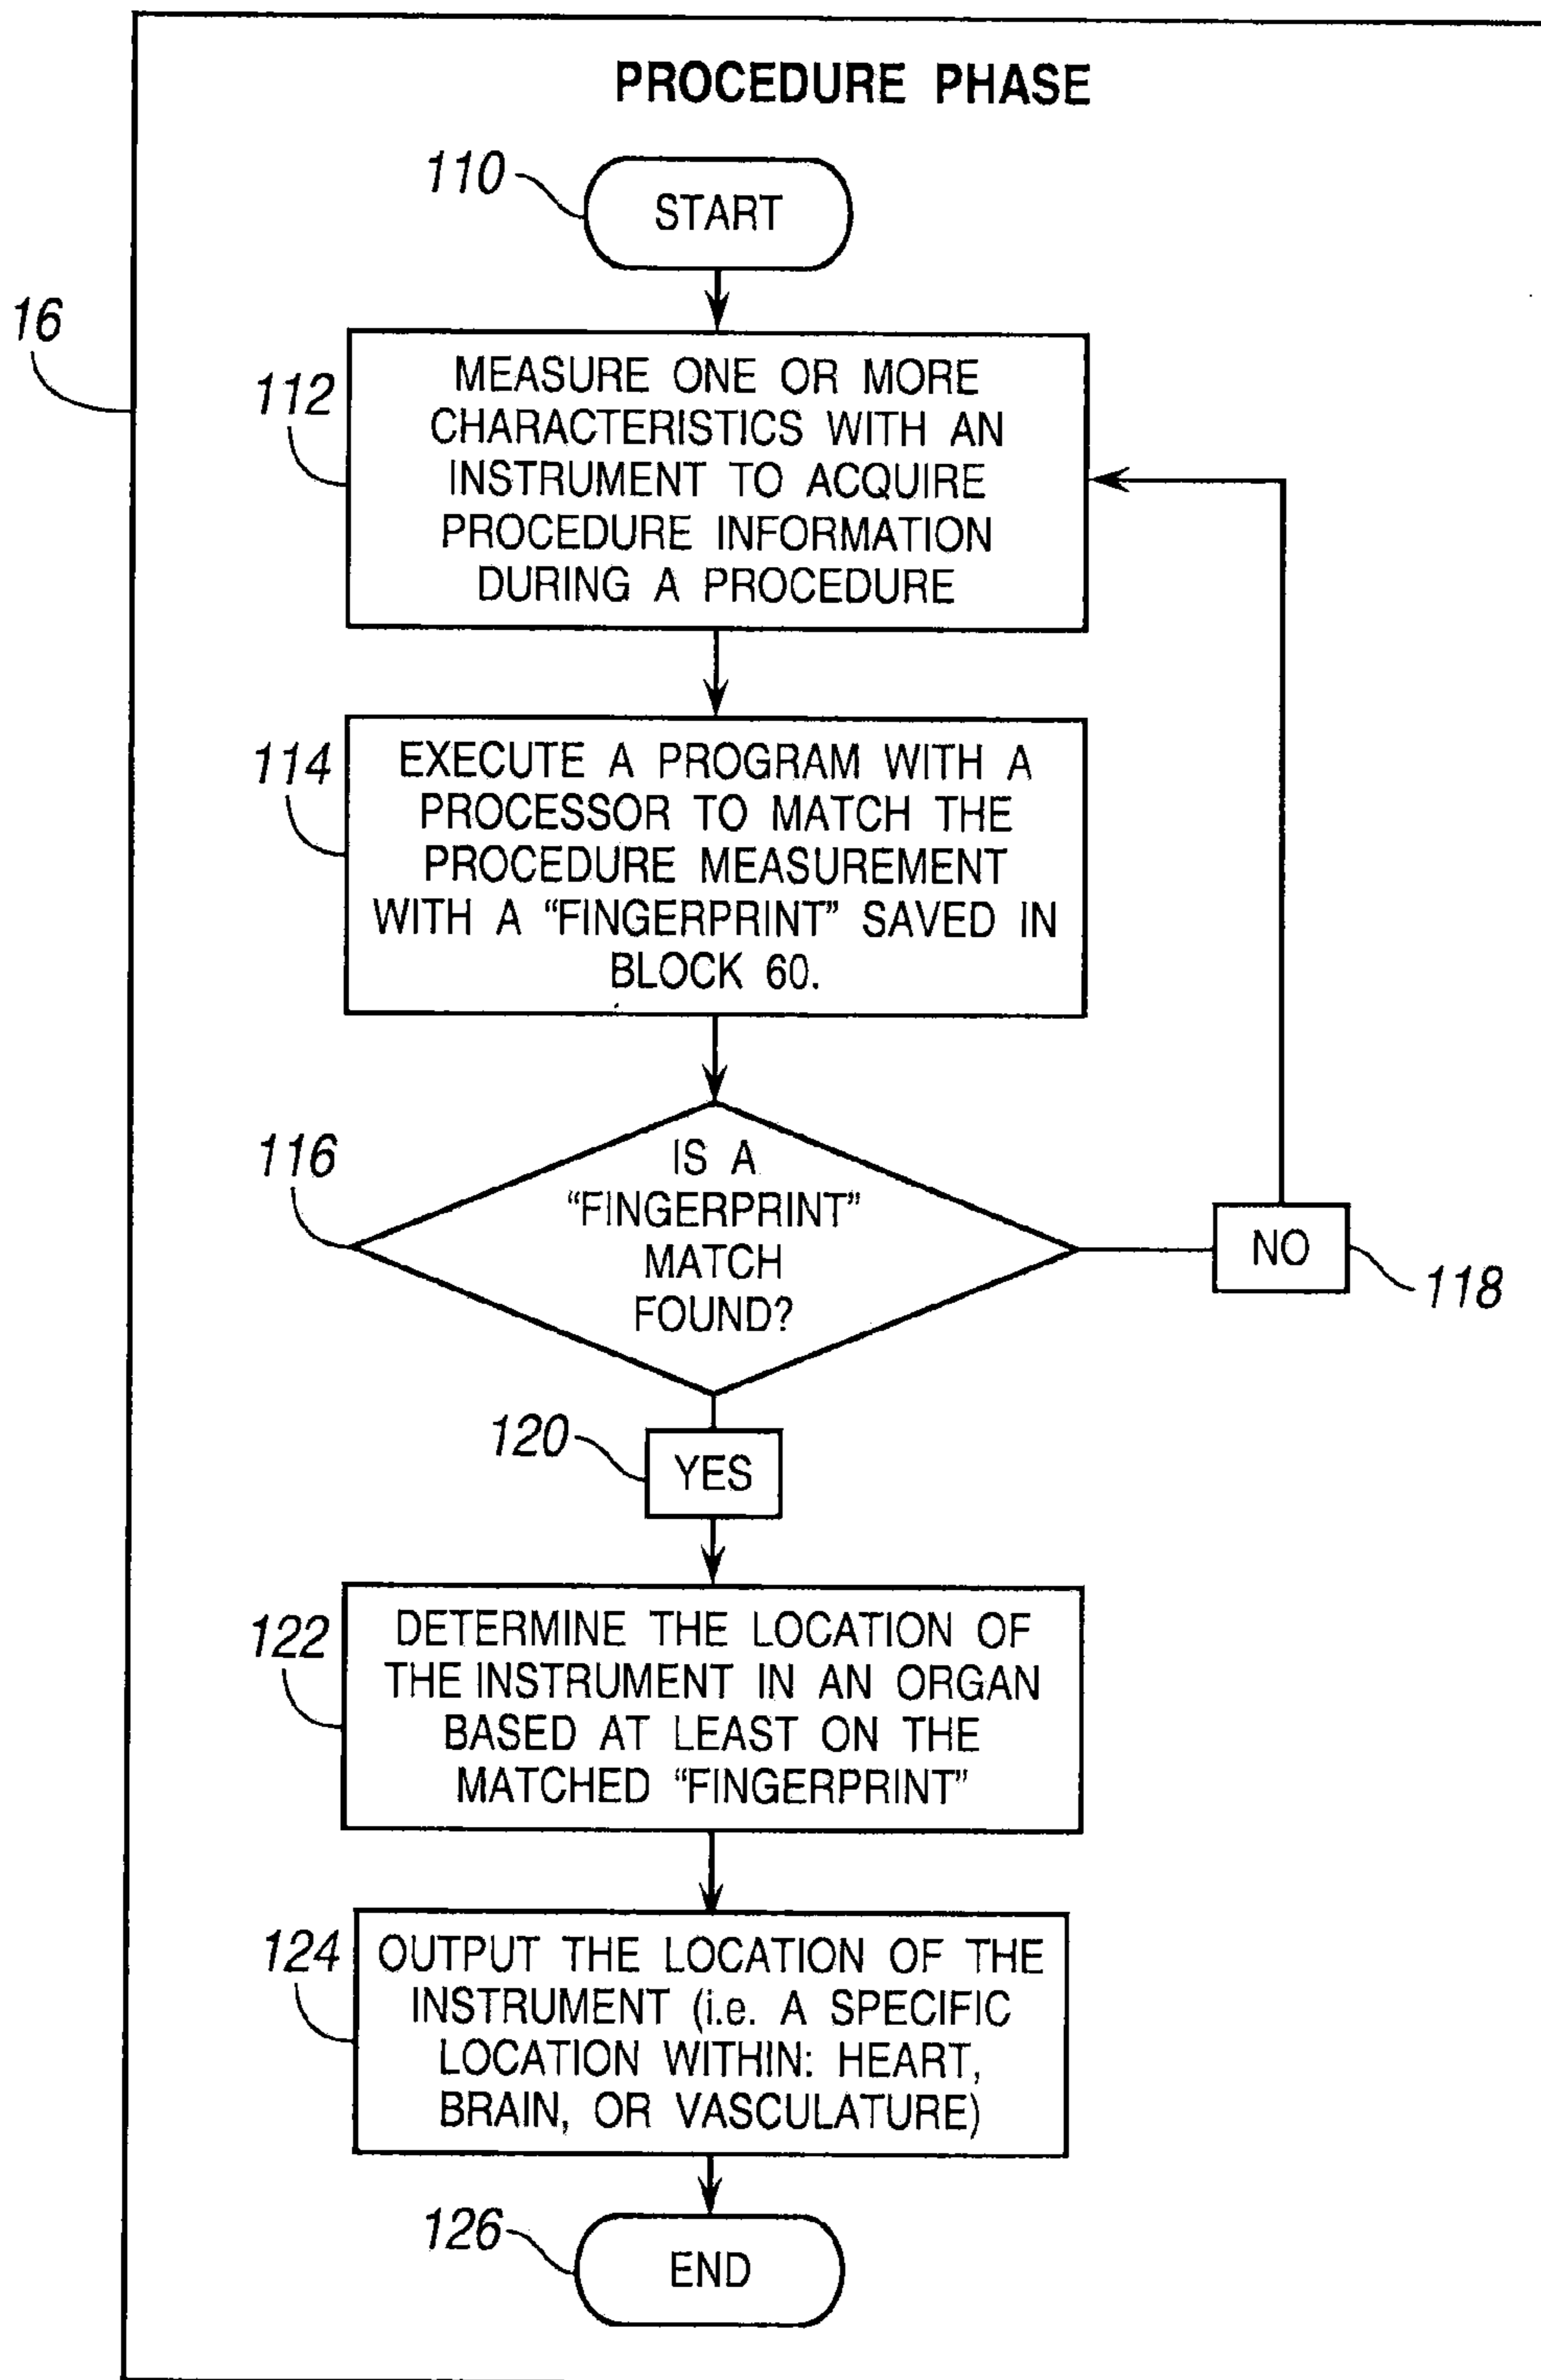 PROCEDURE PHASE
110
START
16
112
MEASURE ONE OR MORE
CHARACTERISTICS WITH AN
INSTRUMENT TO ACQUIRE
PROCEDURE INFORMATION
DURING A PROCEDURE
114
EXECUTE A PROGRAM WITH A
PROCESSOR TO MATCH THE
PROCEDURE MEASUREMENT
WITH A “FINGERPRINT” SAVED IN
BLOCK 60.
116
IS A
“FINGERPRINT”
MATCH
FOUND?
NO
118
120
YES
122
DETERMINE THE LOCATION OF
THE INSTRUMENT IN AN ORGAN
BASED AT LEAST ON THE
MATCHED “FINGERPRINT”
124
OUTPUT THE LOCATION OF THE
INSTRUMENT (i.e. A SPECIFIC
LOCATION WITHIN: HEART,
BRAIN, OR VASCULATURE)
126
END